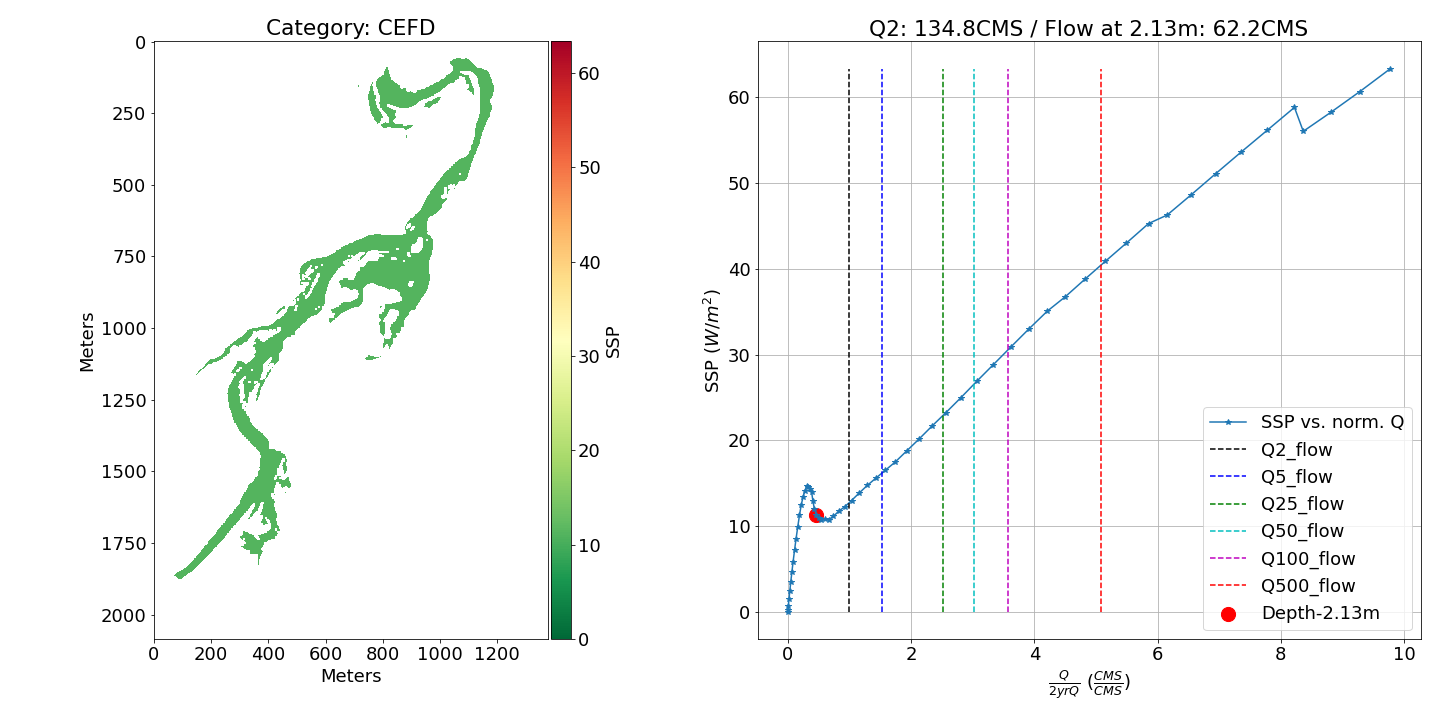 Category: CEFD
0
250
500
750
1000
1250
1500
1750
2000
Meters
0 200 400 600 800 1000 1200
Meters
60
50
40
30
20
10
0
SSP
Q2: 134.8CMS / Flow at 2.13m: 62.2CMS
60
50
40
30
20
10
0
SSP (W/m²)
0 2 4 6 8 10
Q/2yrQ (CMS/CMS)
SSP vs. norm. Q
Q2_flow
Q5_flow
Q25_flow
Q50_flow
Q100_flow
Q500_flow
Depth-2.13m